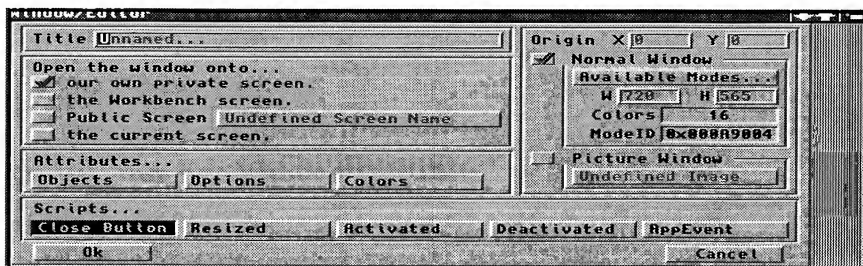 Window/Editor
Title Unnamed...
Origin X 0 Y 0
Open the window onto...
our own private screen.
the Workbench screen.
Public Screen Undefined Screen Name
the current screen.
Normal Window
Available Modes...
W 720 H 565
Colors 16
ModeID 0x000A9004
Picture Window
Undefined Image
Attributes...
Objects Options Colors
Scripts...
Close Button Resized Activated Deactivated AppEvent
Ok Cancel